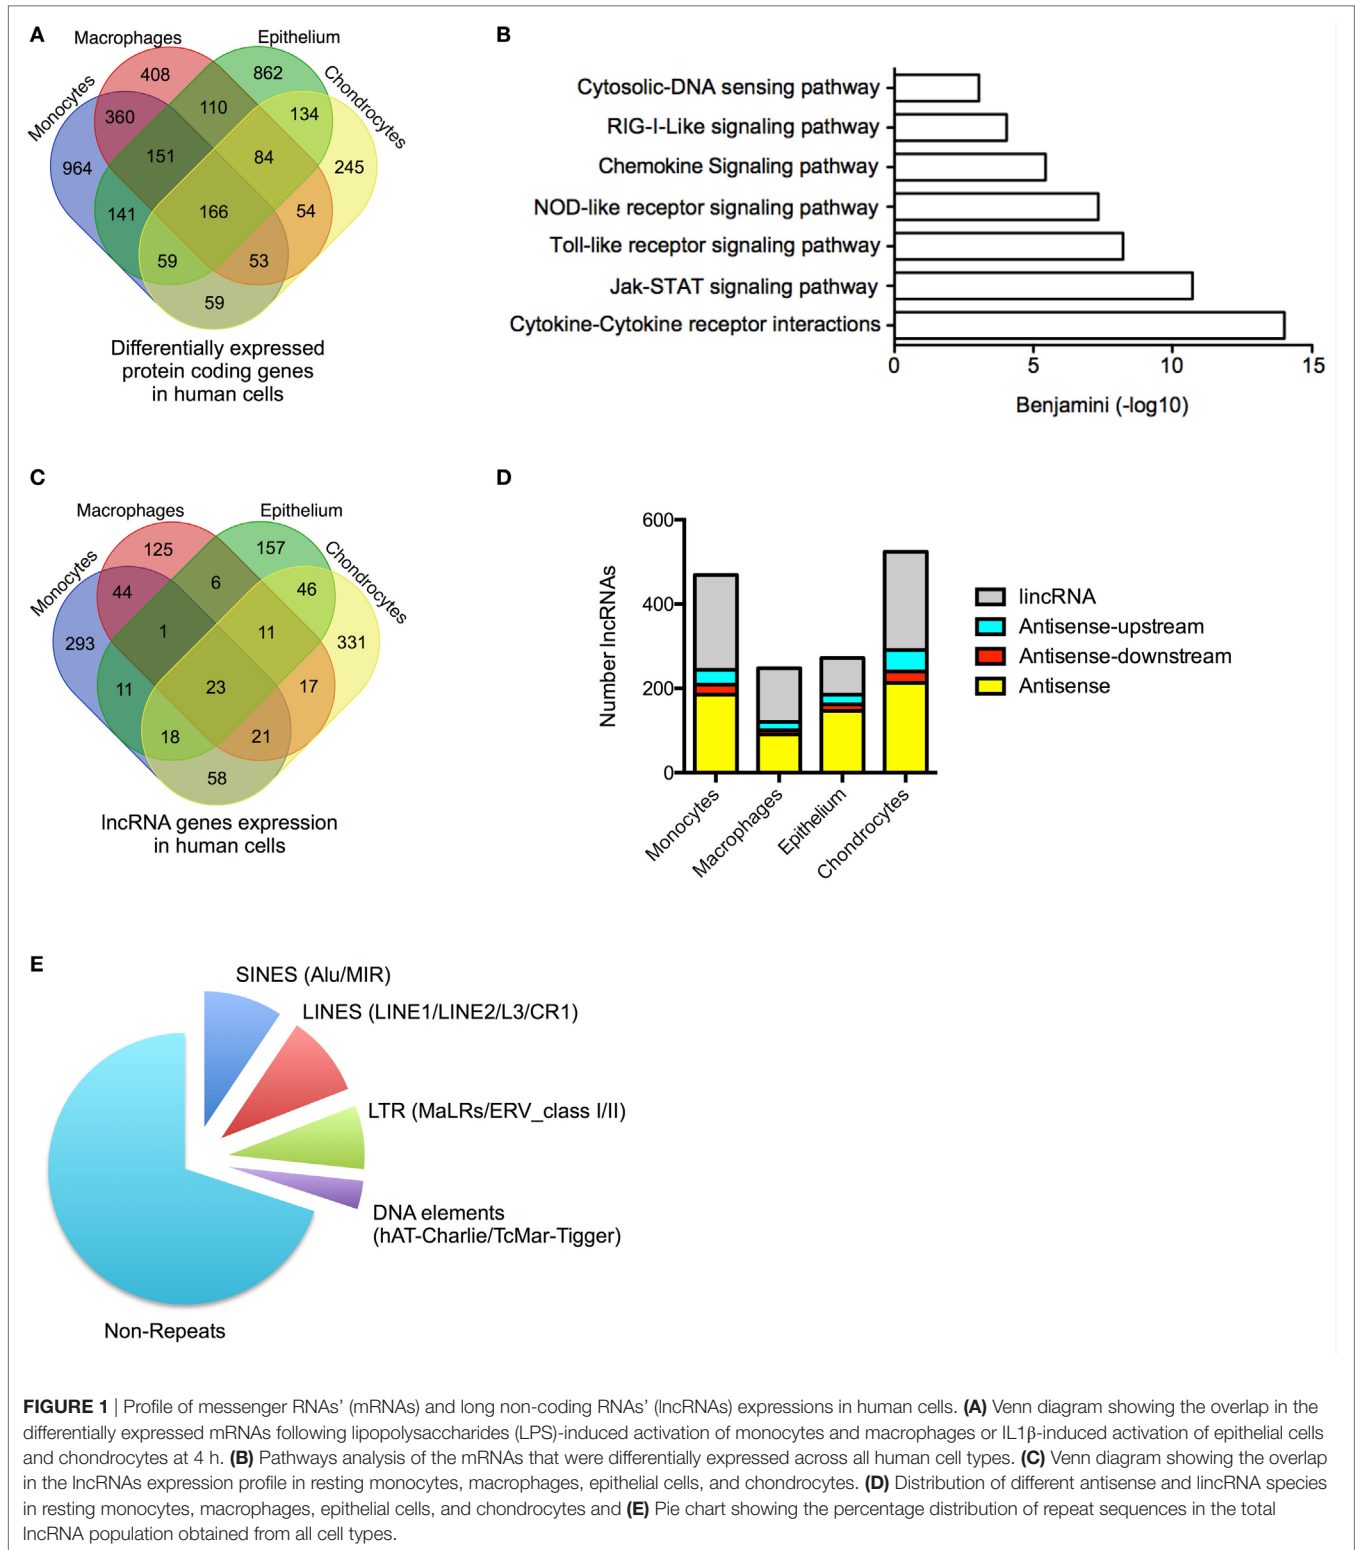 A
Macrophages
Epithelium
Monocytes
Chondrocytes
408
862
360
110
134
964
151
84
245
141
166
54
59
53
59
Differentially expressed
protein coding genes
in human cells
B
Cytosolic-DNA sensing pathway
RIG-I-Like signaling pathway
Chemokine Signaling pathway
NOD-like receptor signaling pathway
Toll-like receptor signaling pathway
Jak-STAT signaling pathway
Cytokine-Cytokine receptor interactions
0
5
10
15
Benjamini (-log10)
C
Macrophages
Epithelium
Monocytes
Chondrocytes
125
157
44
6
46
293
1
11
331
11
23
17
18
21
58
lncRNA genes expression
in human cells
D
Number lncRNAs
600
400
200
0
Monocytes
Macrophages
Epithelium
Chondrocytes
lincRNA
Antisense-upstream
Antisense-downstream
Antisense
E
SINES (Alu/MIR)
LINES (LINE1/LINE2/L3/CR1)
LTR (MaLRs/ERV_class I/II)
DNA elements
(hAT-Charlie/TcMar-Tigger)
Non-Repeats
FIGURE 1 | Profile of messenger RNAs' (mRNAs) and long non-coding RNAs' (lncRNAs) expressions in human cells. (A) Venn diagram showing the overlap in the
differentially expressed mRNAs following lipopolysaccharides (LPS)-induced activation of monocytes and macrophages or IL1β-induced activation of epithelial cells
and chondrocytes at 4 h. (B) Pathways analysis of the mRNAs that were differentially expressed across all human cell types. (C) Venn diagram showing the overlap
in the lncRNAs expression profile in resting monocytes, macrophages, epithelial cells, and chondrocytes. (D) Distribution of different antisense and lincRNA species
in resting monocytes, macrophages, epithelial cells, and chondrocytes and (E) Pie chart showing the percentage distribution of repeat sequences in the total
lncRNA population obtained from all cell types.